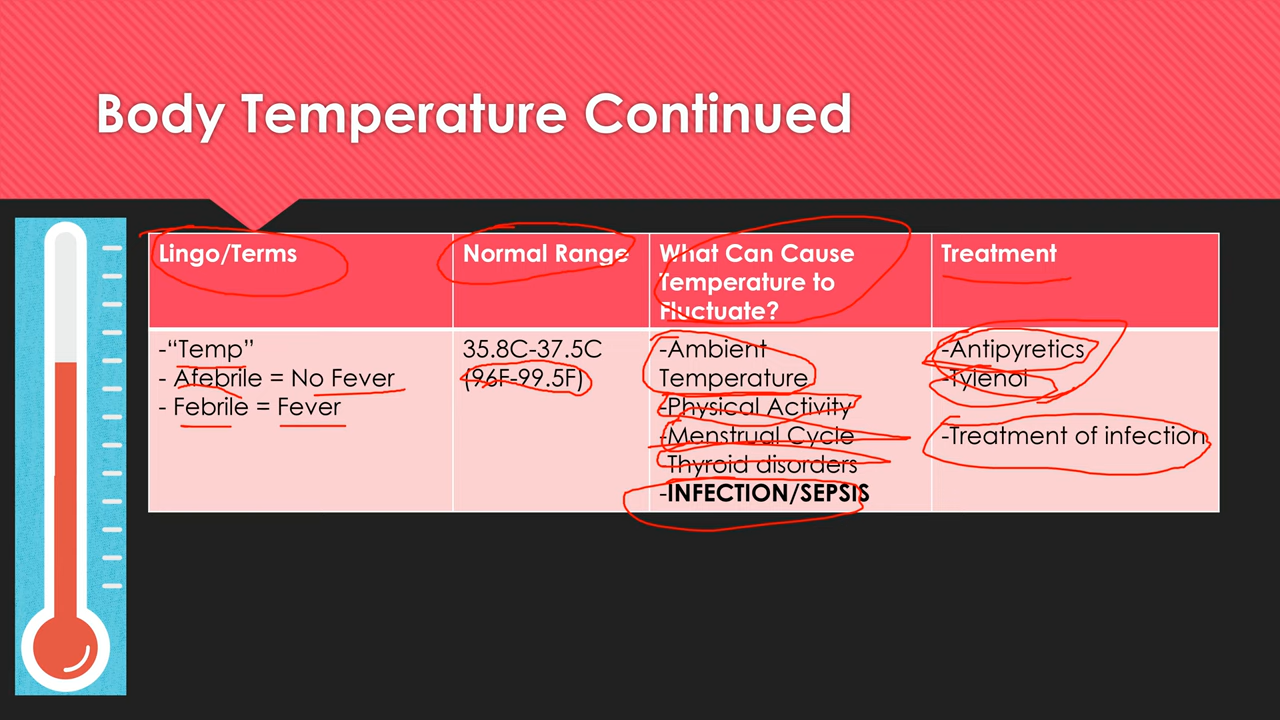 Body Temperature Continued
Lingo/Terms
Normal Range
What Can Cause
Temperature to
Fluctuate?
Treatment
-“Temp”
- Afebrile = No Fever
- Febrile = Fever
35.8C-37.5C
(96F-99.5F)
-Ambient
Temperature
-Physical Activity
-Menstrual Cycle
-Thyroid disorders
-INFECTION/SEPSIS
-Antipyretics
-Tylenol
-Treatment of infection